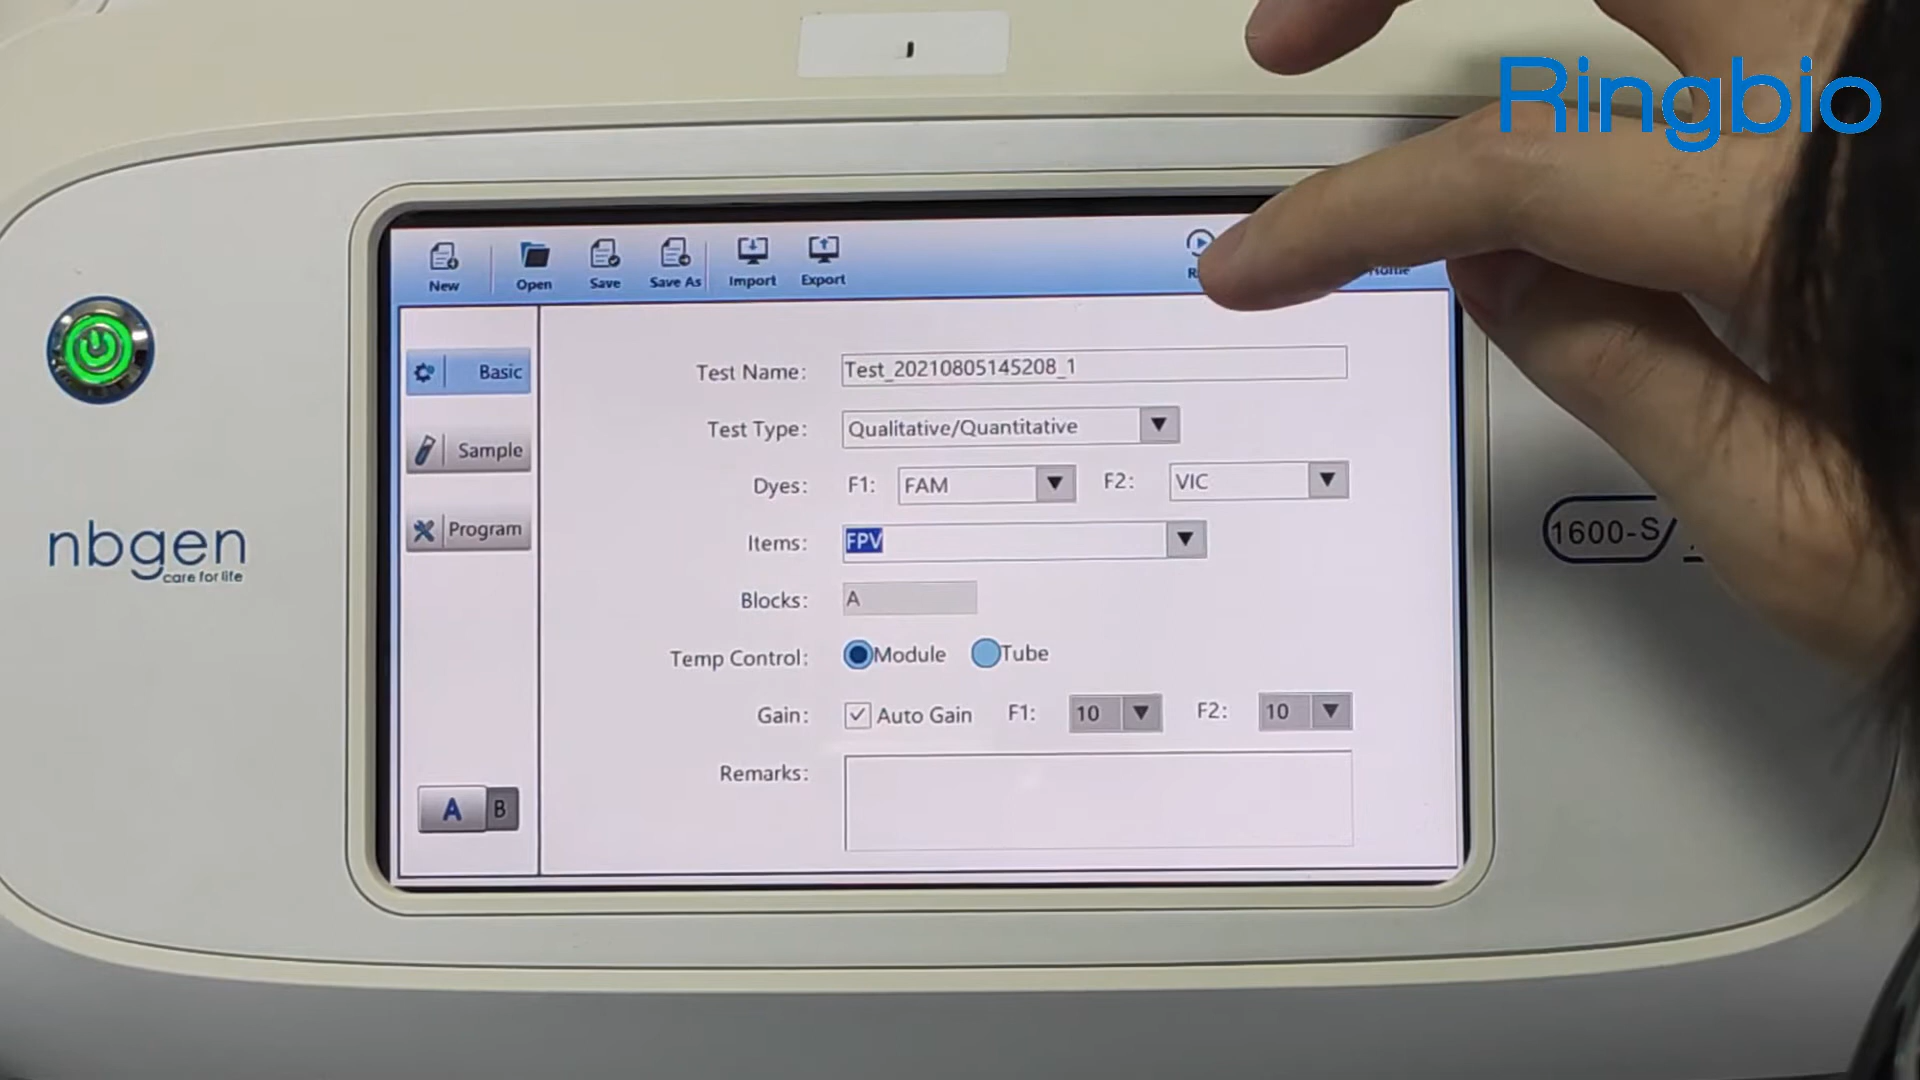 Ringbio
New
Open
Save
Save As
Import
Export
Basic
Test Name: Test_20210805145208_1
Test Type: Qualitative/Quantitative
Sample
Dyes: F1: FAM F2: VIC
Program
Items: FPV
nbgen
care for life
1600-S/
Blocks: A
Temp Control: Module Tube
Gain: Auto Gain F1: 10 F2: 10
Remarks:
A B